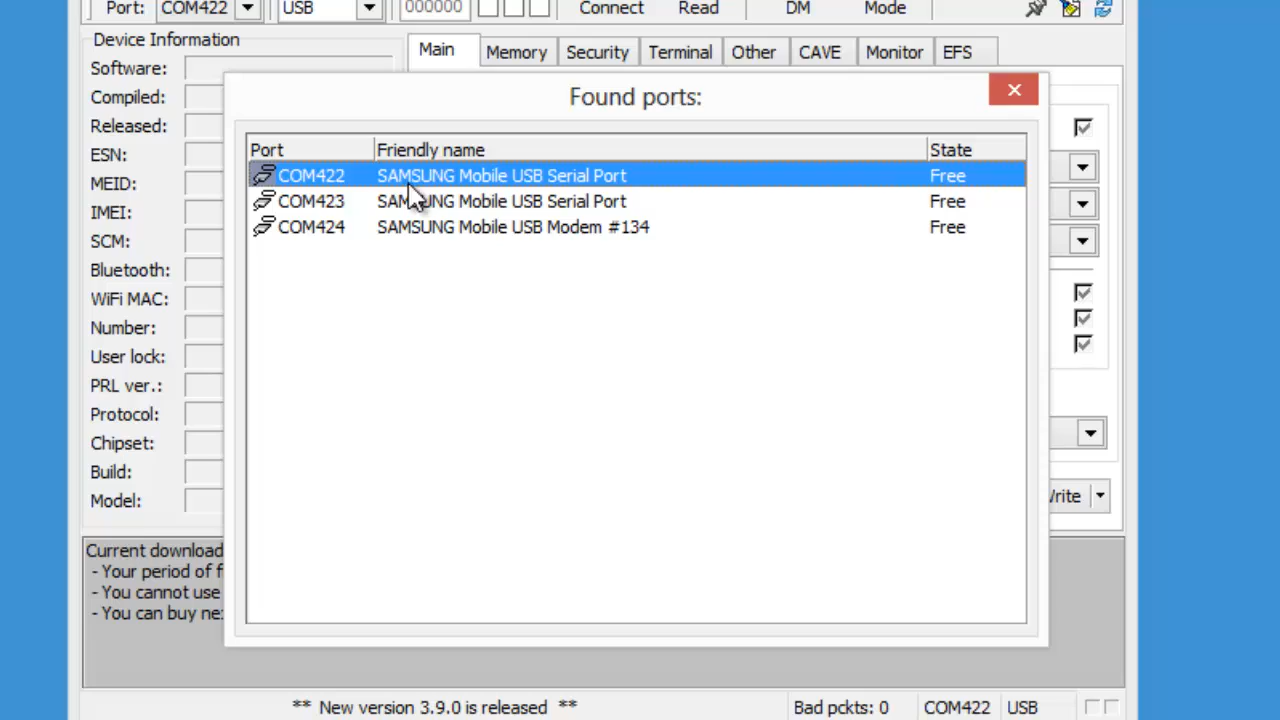 Port: COM422 USB 000000 Connect Read DM Mode
Device Information
Main Memory Security Terminal Other CAVE Monitor EFS
Software:
Compiled:
Released:
ESN:
MEID:
IMEI:
SCM:
Bluetooth:
WiFi MAC:
Number:
User lock:
PRL ver.:
Protocol:
Chipset:
Build:
Model:
Found ports:
Port Friendly name State
COM422 SAMSUNG Mobile USB Serial Port Free
COM423 SAMSUNG Mobile USB Serial Port Free
COM424 SAMSUNG Mobile USB Modem #134 Free
Write
Current download
- Your period of f
- You cannot use
- You can buy ne
** New version 3.9.0 is released ** Bad pckts: 0 COM422 USB